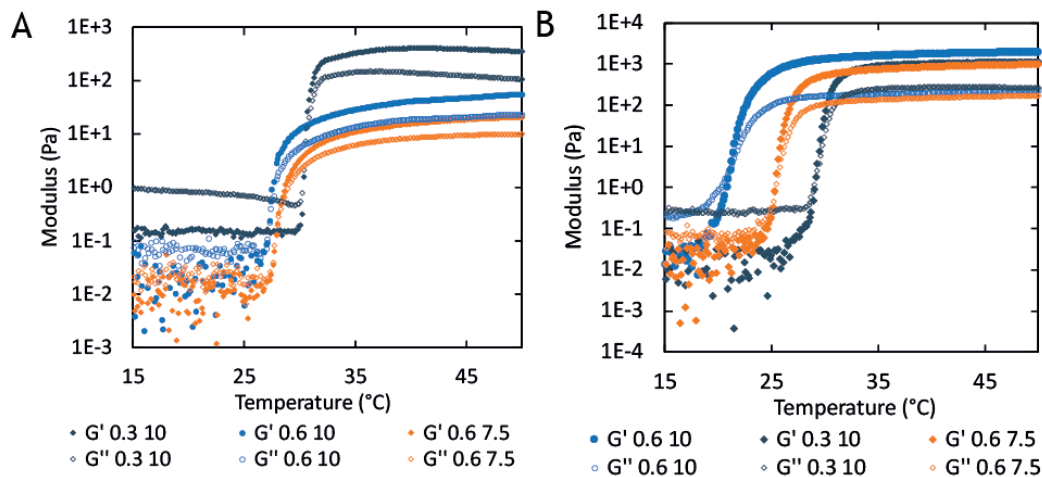 A
Modulus (Pa)
1E+3
1E+2
1E+1
1E+0
1E-1
1E-2
1E-3
15 25 35 45
Temperature (°C)
G' 0.3 10 G' 0.6 10 G' 0.6 7.5
G'' 0.3 10 G'' 0.6 10 G'' 0.6 7.5
B
Modulus (Pa)
1E+4
1E+3
1E+2
1E+1
1E+0
1E-1
1E-2
1E-3
1E-4
15 25 35 45
Temperature (°C)
G' 0.6 10 G' 0.3 10 G' 0.6 7.5
G'' 0.6 10 G'' 0.3 10 G'' 0.6 7.5